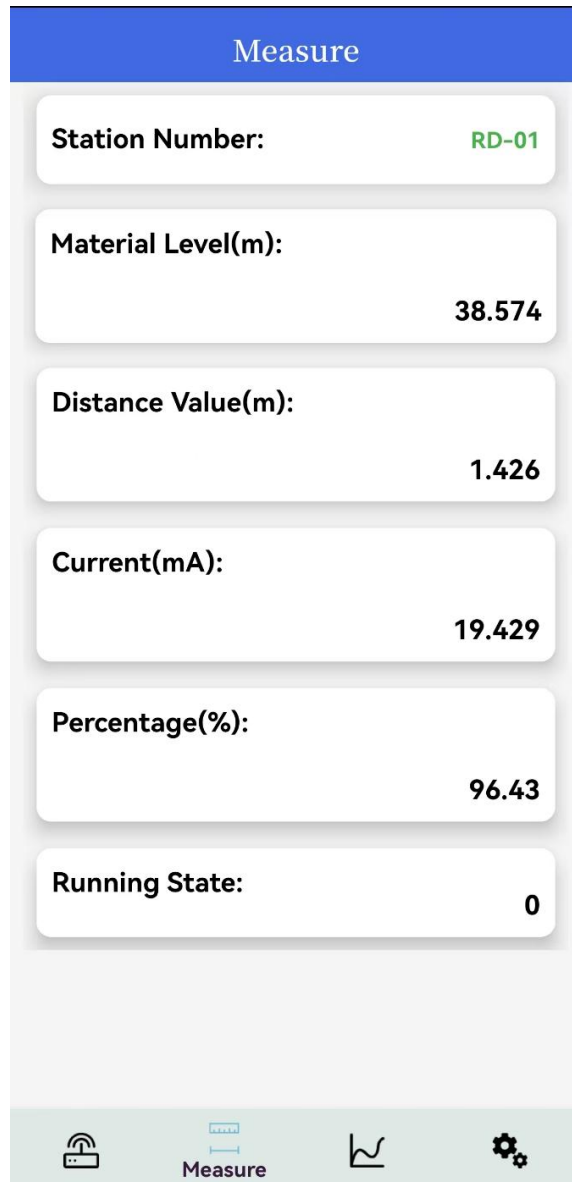 Measure
Station Number: RD-01
Material Level(m):
38.574
Distance Value(m):
1.426
Current(mA):
19.429
Percentage(%):
96.43
Running State:
0
Measure